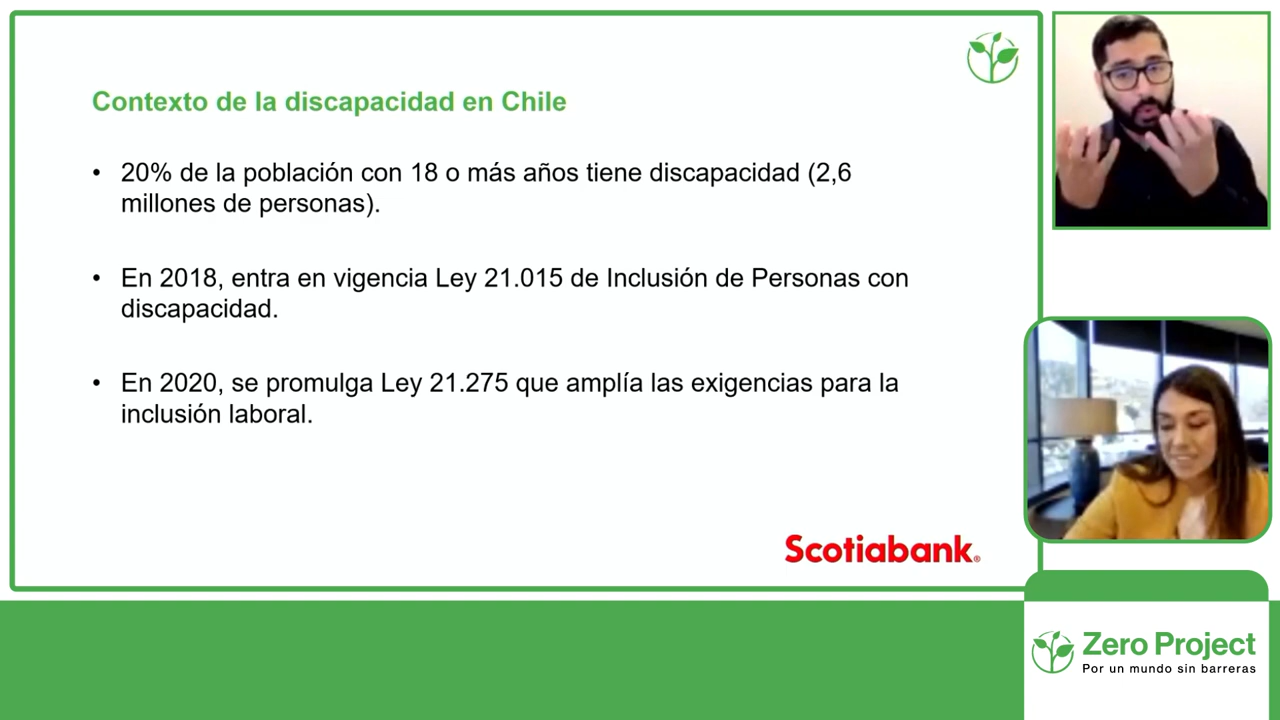 Contexto de la discapacidad en Chile
• 20% de la población con 18 o más años tiene discapacidad (2,6
millones de personas).
• En 2018, entra en vigencia Ley 21.015 de Inclusión de Personas con
discapacidad.
• En 2020, se promulga Ley 21.275 que amplía las exigencias para la
inclusión laboral.
Scotiabank®
Zero Project
Por un mundo sin barreras